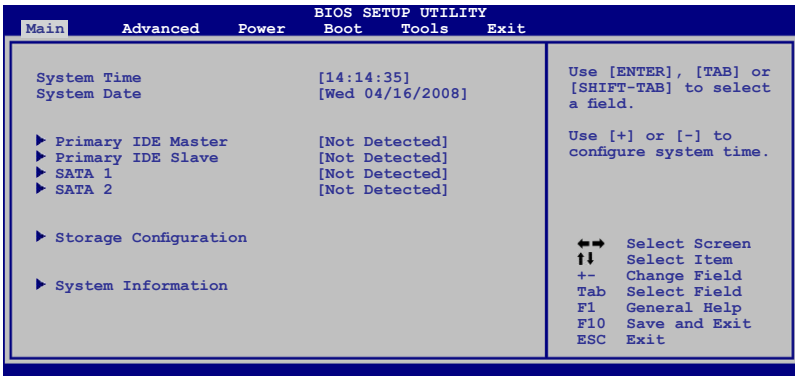 BIOS SETUP UTILITY
Main Advanced Power Boot Tools Exit
System Time [14:14:35]
System Date [Wed 04/16/2008]
Primary IDE Master [Not Detected]
Primary IDE Slave [Not Detected]
SATA 1 [Not Detected]
SATA 2 [Not Detected]
Storage Configuration
System Information
Use [ENTER], [TAB] or
[SHIFT-TAB] to select
a field.
Use [+] or [-] to
configure system time.
←→ Select Screen
↑↓ Select Item
+- Change Field
Tab Select Field
F1 General Help
F10 Save and Exit
ESC Exit